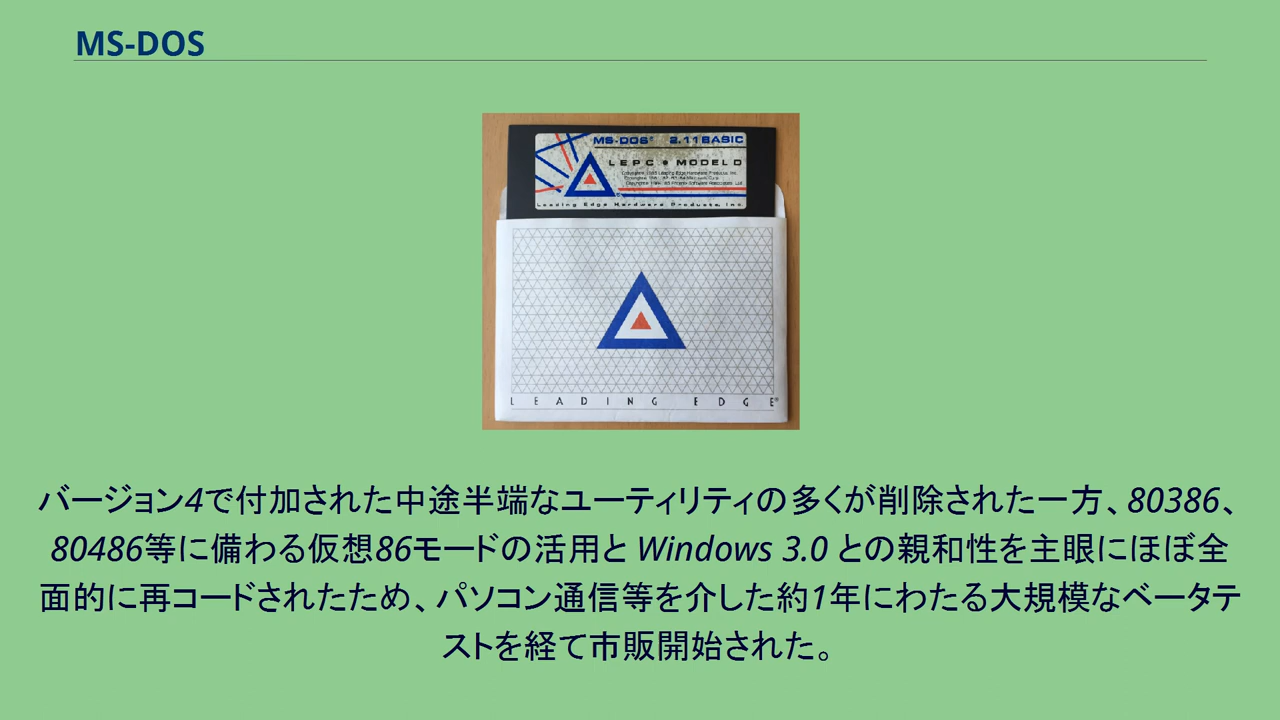 MS-DOS
MS-DOS® 2.11 BASIC
LEPC • MODEL D
Leading Edge Hardware Products, Inc.
LEADING EDGE®
バージョン4で付加された中途半端なユーティリティの多くが削除された一方、80386、
80486等に備わる仮想86モードの活用と Windows 3.0 との親和性を主眼にほぼ全
面的に再コードされたため、パソコン通信等を介した約1年にわたる大規模なベータテ
ストを経て市販開始された。